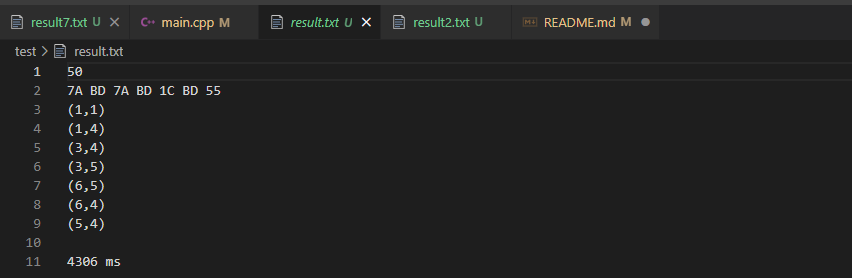 result7.txt U × main.cpp M result.txt U × result2.txt U README.md M
test > result.txt
1 50
2 7A BD 7A BD 1C BD 55
3 (1,1)
4 (1,4)
5 (3,4)
6 (3,5)
7 (6,5)
8 (6,4)
9 (5,4)
10
11 4306 ms